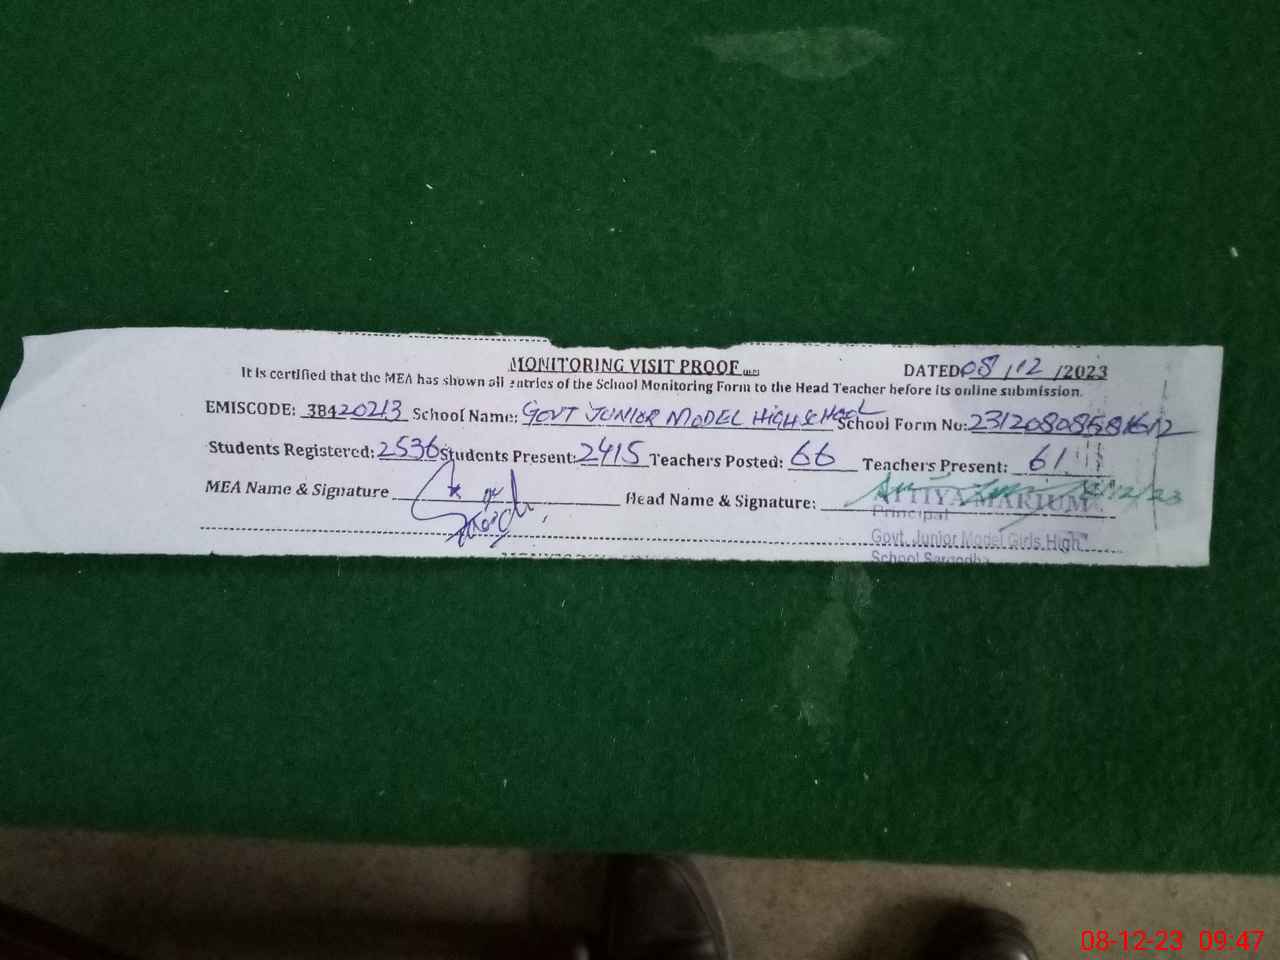 MONITORING VISIT PROOF
DATED 08/12/2023
It is certified that the MEA has shown all entries of the School Monitoring Form to the Head Teacher before its online submission.
EMISCODE: 38420213 School Name: GOVT JUNIOR MODEL HIGH SCHOOL School Form No:
Students Registered: 2536 Students Present: 2415 Teachers Posted: 66 Teachers Present: 61
MEA Name & Signature Head Name & Signature:
ATTIYA MARIUM
Principal
Govt. Junior Model Girls High
School Sargodha
08-12-23 09:47